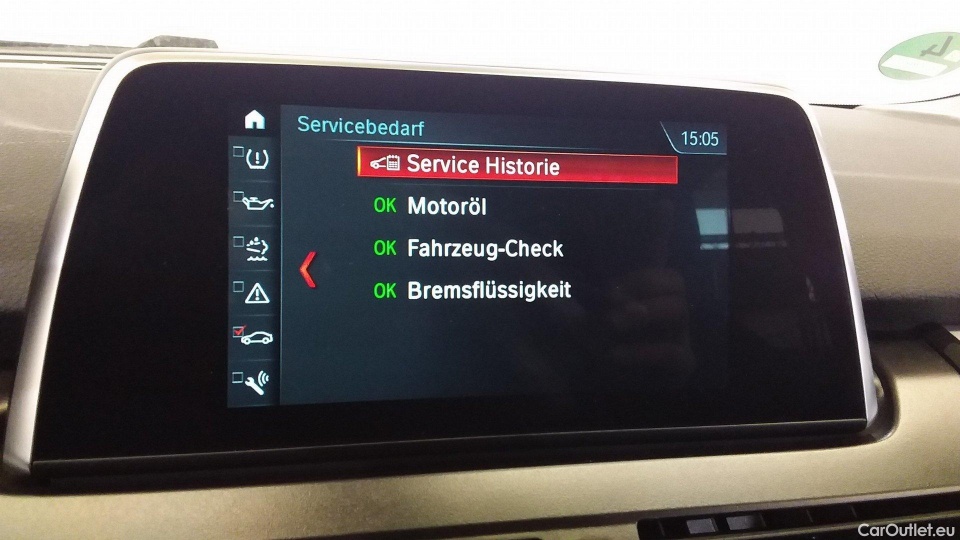 Servicebedarf
15:05
Service Historie
OK Motoröl
OK Fahrzeug-Check
OK Bremsflüssigkeit
CarOutlet.eu